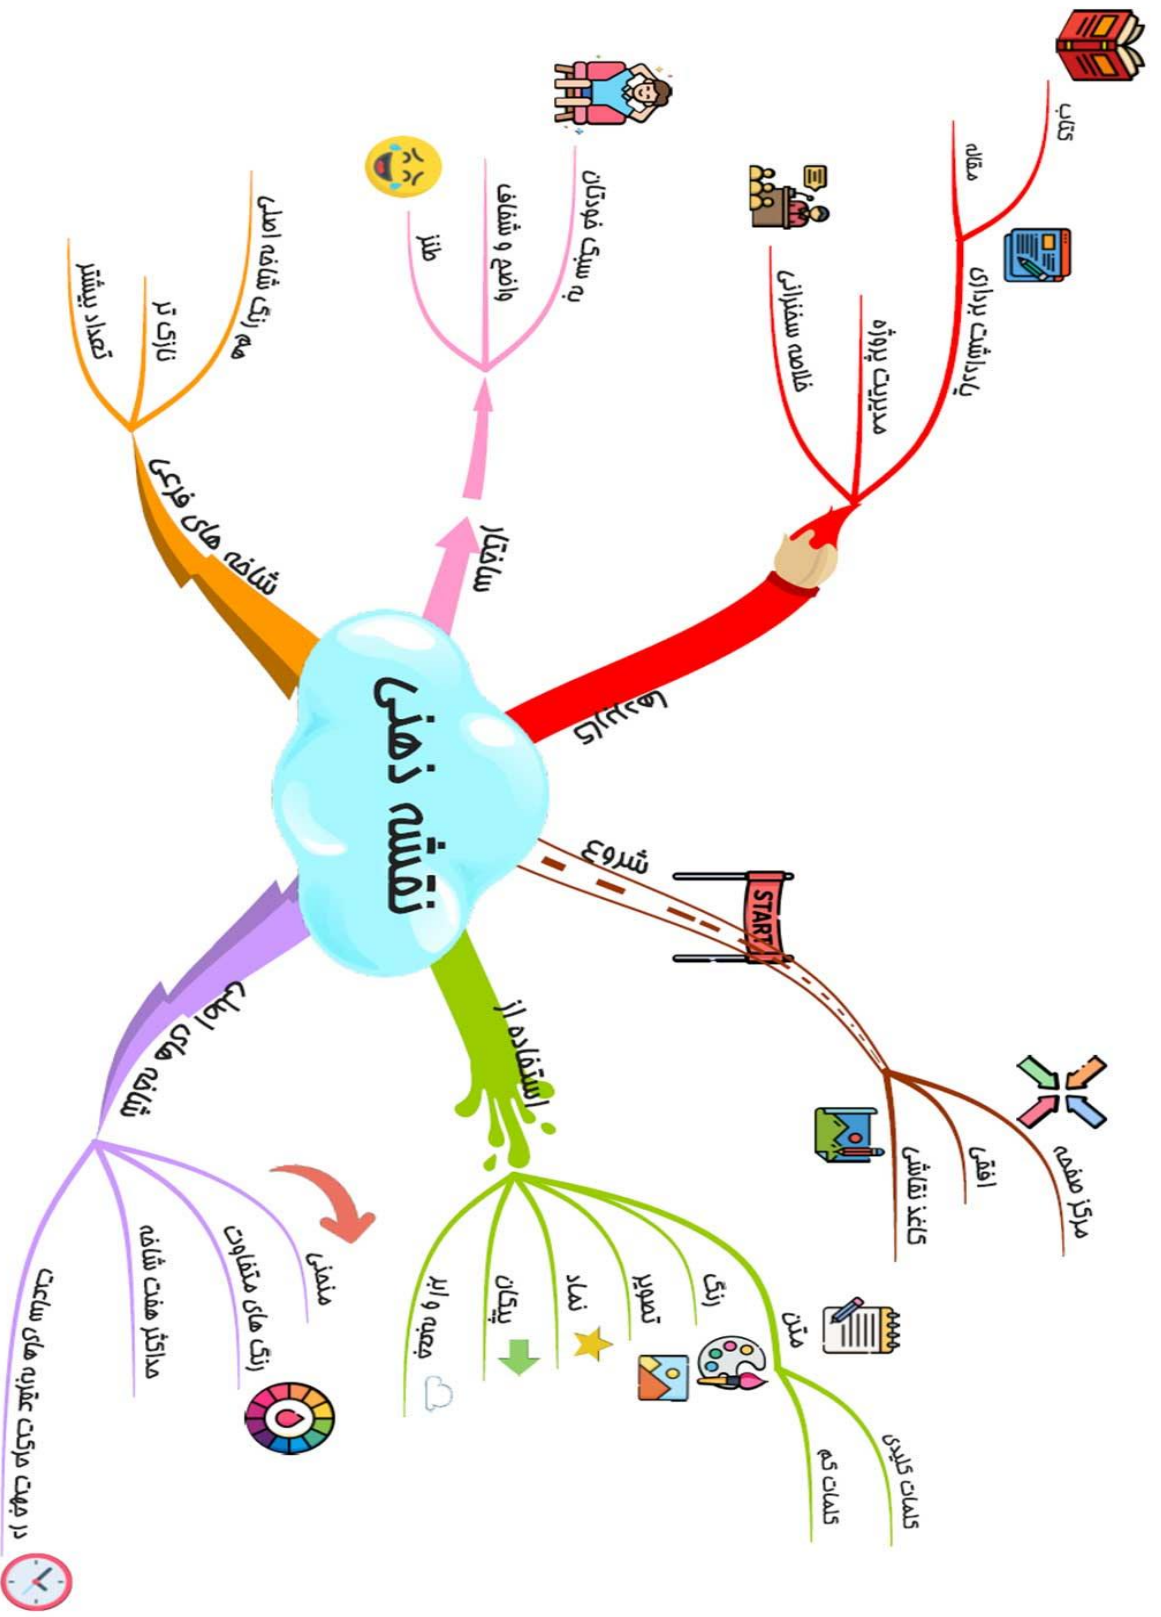 نقشه ذهنی
شروع
START
مرکز صفحه
افقی
کاغذ نقاشی
استفاده از
متن
کلمات کلیدی
کلمات کم
رنگ
تصویر
نماد
پیکان
جعبه و ابر
شاخه های اصلی
منحنی
رنگ های متفاوت
حداکثر هفت شاخه
در جهت حرکت عقربه های ساعت
شاخه های فرعی
هم رنگ شاخه اصلی
نازک تر
تعداد بیشتر
ساختار
به سبک خودتان
واضح و شفاف
طنز
کاربردها
یادداشت برداری
کتاب
مقاله
مدیریت پروژه
خلاصه سخنرانی